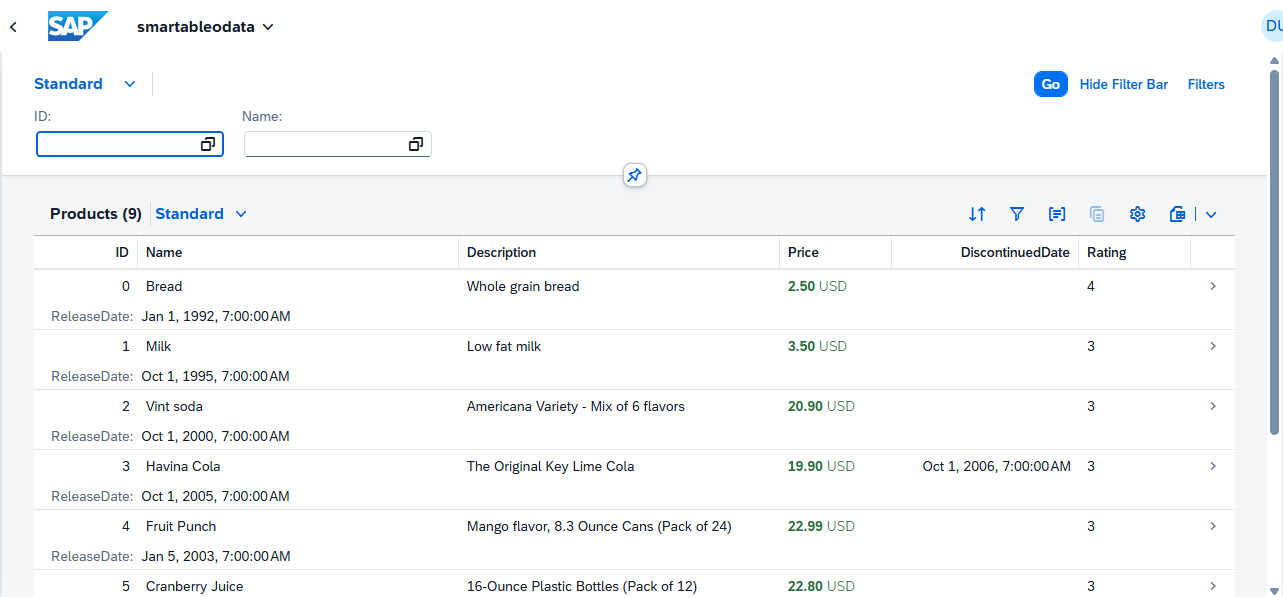 SAP smartableodata DU
Standard Go Hide Filter Bar Filters
ID: Name:
Products (9) Standard
ID Name Description Price DiscontinuedDate Rating
0 Bread Whole grain bread 2.50 USD 4
ReleaseDate: Jan 1, 1992, 7:00:00 AM
1 Milk Low fat milk 3.50 USD 3
ReleaseDate: Oct 1, 1995, 7:00:00 AM
2 Vint soda Americana Variety - Mix of 6 flavors 20.90 USD 3
ReleaseDate: Oct 1, 2000, 7:00:00 AM
3 Havina Cola The Original Key Lime Cola 19.90 USD Oct 1, 2006, 7:00:00 AM 3
ReleaseDate: Oct 1, 2005, 7:00:00 AM
4 Fruit Punch Mango flavor, 8.3 Ounce Cans (Pack of 24) 22.99 USD 3
ReleaseDate: Jan 5, 2003, 7:00:00 AM
5 Cranberry Juice 16-Ounce Plastic Bottles (Pack of 12) 22.80 USD 3